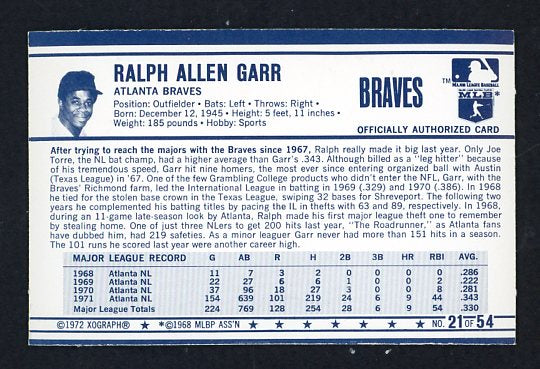 RALPH ALLEN GARR
ATLANTA BRAVES
Position: Outfielder • Bats: Left • Throws: Right •
Born: December 12, 1945 • Height: 5 feet, 11 inches •
Weight: 185 pounds • Hobby: Sports
BRAVES
TM
MAJOR LEAGUE BASEBALL
MLB*
OFFICIALLY AUTHORIZED CARD
After trying to reach the majors with the Braves since 1967, Ralph really made it big last year. Only Joe
Torre, the NL bat champ, had a higher average than Garr's .343. Although billed as a "leg hitter" because
of his tremendous speed, Garr hit nine homers, the most ever since entering organized ball with Austin
(Texas League) in '67. One of the few Grambling College products who didn't enter the NFL, Garr, with the
Braves' Richmond farm, led the International League in batting in 1969 (.329) and 1970 (.386). In 1968
he tied for the stolen base crown in the Texas League, swiping 32 bases for Shreveport. The following two
years he complemented his batting titles by pacing the IL in thefts with 63 and 89, respectively. In 1968,
during an 11-game late-season look by Atlanta, Ralph made his first major league theft one to remember
by stealing home. One of just three NLers to get 200 hits last year, "The Roadrunner," as Atlanta fans
have dubbed him, had 219 safeties. As a minor leaguer Garr never had more than 151 hits in a season.
The 101 runs he scored last year were another career high.
MAJOR LEAGUE RECORD G AB R H 2B 3B HR RBI AVG.
1968 Atlanta NL 11 7 3 2 0 0 0 0 .286
1969 Atlanta NL 22 27 6 6 1 0 0 2 .222
1970 Atlanta NL 37 96 18 27 3 0 0 8 .281
1971 Atlanta NL 154 639 101 219 24 6 9 44 .343
Major League Totals 224 769 128 254 28 6 9 54 .330
©1972 XOGRAPH® ★ ★ *©1968 MLBP ASS'N ★ ★ ★ ★ ★ NO. 21 OF 54